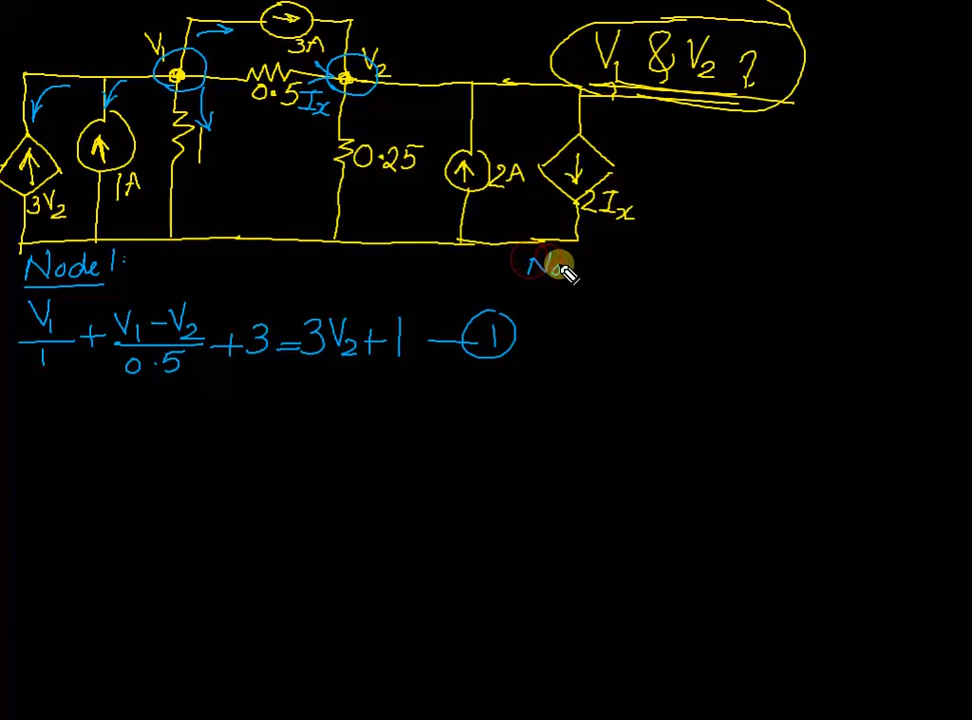 3A
V₁
V₂
V₁ & V₂ ?
0.5
Iₓ
1
0.25
1A
2A
3V₂
2Iₓ
Node 1:
No
V₁/1 + (V₁ - V₂)/0.5 + 3 = 3V₂ + 1 — ①